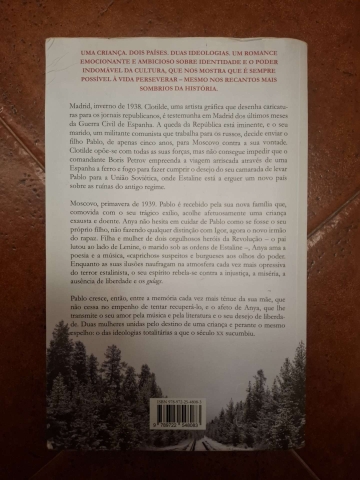 UMA CRIANÇA. DOIS PAÍSES. DUAS IDEOLOGIAS. UM ROMANCE
EMOCIONANTE E AMBICIOSO SOBRE IDENTIDADE E O PODER
INDOMÁVEL DA CULTURA, QUE NOS MOSTRA QUE É SEMPRE
POSSÍVEL À VIDA PERSEVERAR – MESMO NOS RECANTOS MAIS
SOMBRIOS DA HISTÓRIA.
Madrid, inverno de 1938. Clotilde, uma artista gráfica que desenha caricatu-
ras para os jornais republicanos, é testemunha em Madrid dos últimos meses
da Guerra Civil de Espanha. A queda da República está iminente, e o seu
marido, um militante comunista que trabalha para os russos, decide enviar o
filho Pablo, de apenas cinco anos, para Moscovo contra a sua vontade.
Clotilde opõe-se com todas as suas forças, mas não consegue impedir que o
comandante Boris Petrov empreenda a viagem arriscada através de uma
Espanha a ferro e fogo para fazer cumprir o desejo do seu camarada de levar
Pablo para a União Soviética, onde Estaline está a erguer um novo país
sobre as ruínas do antigo regime.
Moscovo, primavera de 1939. Pablo é recebido pela sua nova família que,
comovida com o seu trágico exílio, acolhe afetuosamente uma criança
exausta e doente. Anya não hesita em cuidar de Pablo como se fosse o seu
próprio filho, não fazendo qualquer distinção com Igor, agora o novo irmão
do rapaz. Filha e mulher de dois orgulhosos heróis da Revolução – o pai
lutou ao lado de Lenine, o marido sob as ordens de Estaline –, Anya ama a
poesia e a música, caprichos suspeitos e burgueses aos olhos do poder.
Enquanto as suas ilusões naufragam na atmosfera cada vez mais opressiva
do terror estalinista, o seu espírito rebela-se contra a injustiça, a miséria, a
ausência de liberdade e os gulags.
Pablo cresce, então, entre a memória cada vez mais ténue da sua mãe, que
não cessa no empenho de tentar recuperá-lo, e o afeto de Anya, que lhe
transmite o seu amor pela música e pela literatura e o seu desejo de liberda-
de. Duas mulheres unidas pelo destino de uma criança e perante o mesmo
espelho: o das ideologias totalitárias a que o século XX sucumbiu.